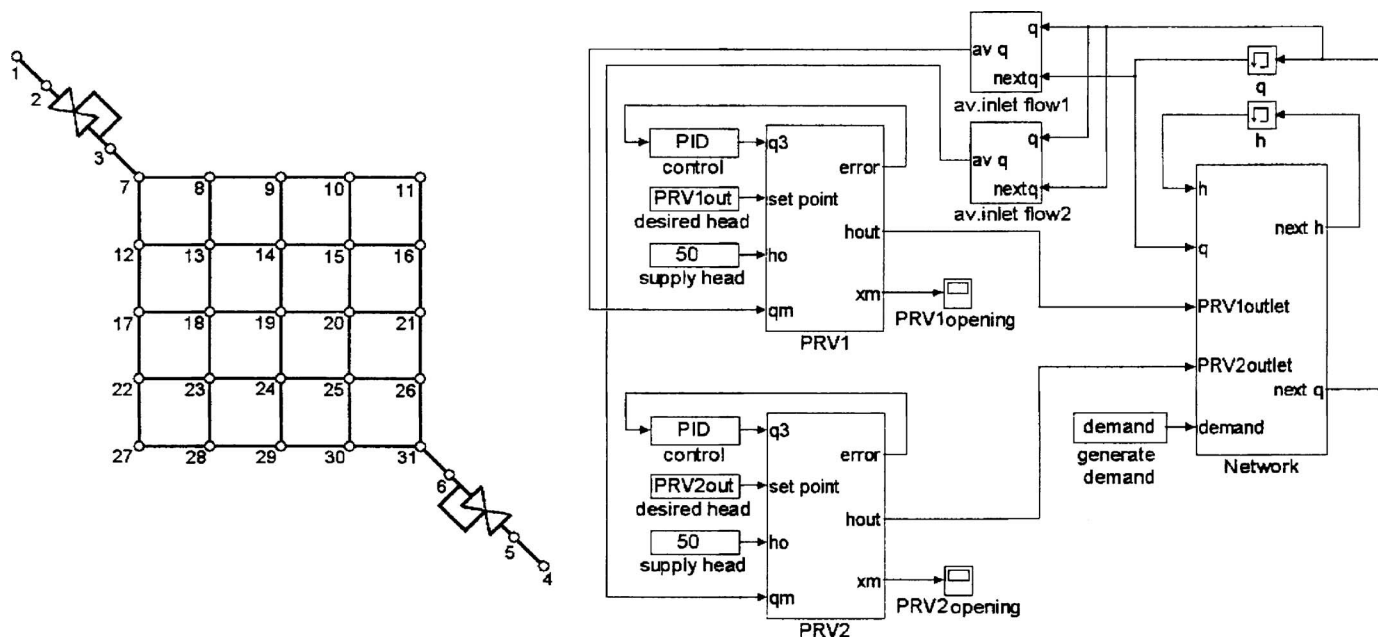 1
2
3
7 8 9 10 11
12 13 14 15 16
17 18 19 20 21
22 23 24 25 26
27 28 29 30 31
6
5
4
q
av q
nextq
av.inlet flow1
q
av q
nextq
av.inlet flow2
q
h
PID
control
PRV1out
desired head
50
supply head
q3
set point
ho
qm
error
hout
xm
PRV1
PRV1opening
PID
control
PRV2out
desired head
50
supply head
q3
set point
ho
qm
error
hout
xm
PRV2
PRV2opening
h
q
PRV1outlet
PRV2outlet
demand
next h
next q
Network
demand
generate
demand